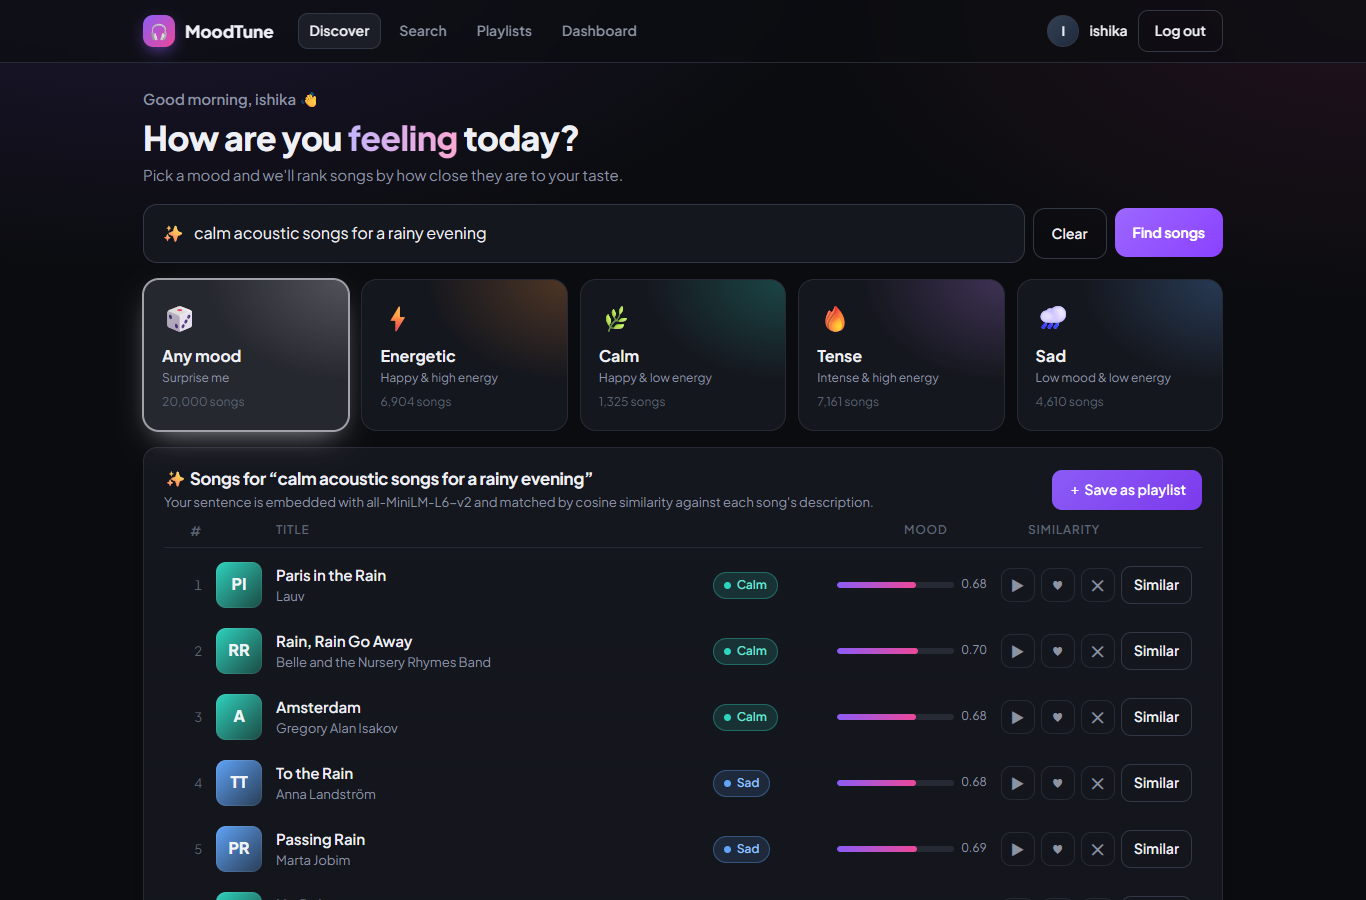 MoodTune
Discover
Search
Playlists
Dashboard
I
ishika
Log out
Good morning, ishika 👋
How are you feeling today?
Pick a mood and we'll rank songs by how close they are to your taste.
✨ calm acoustic songs for a rainy evening
Clear
Find songs
Any mood
Surprise me
20,000 songs
Energetic
Happy & high energy
6,904 songs
Calm
Happy & low energy
1,325 songs
Tense
Intense & high energy
7,161 songs
Sad
Low mood & low energy
4,610 songs
✨ Songs for “calm acoustic songs for a rainy evening”
Your sentence is embedded with all-MiniLM-L6-v2 and matched by cosine similarity against each song's description.
+ Save as playlist
# TITLE MOOD SIMILARITY
1 PI Paris in the Rain Calm 0.68 Similar
Lauv
2 RR Rain, Rain Go Away Calm 0.70 Similar
Belle and the Nursery Rhymes Band
3 A Amsterdam Calm 0.68 Similar
Gregory Alan Isakov
4 TT To the Rain Sad 0.68 Similar
Anna Landström
5 PR Passing Rain Sad 0.69 Similar
Marta Jobim